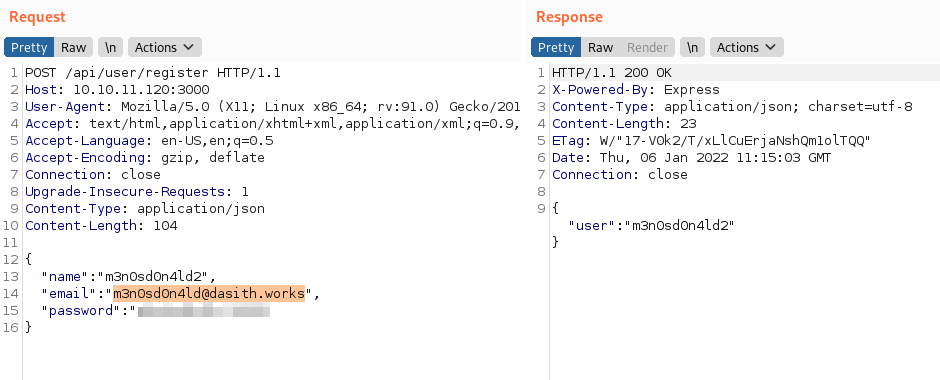 Request
Pretty Raw \n Actions
1 POST /api/user/register HTTP/1.1
2 Host: 10.10.11.120:3000
3 User-Agent: Mozilla/5.0 (X11; Linux x86_64; rv:91.0) Gecko/201
4 Accept: text/html,application/xhtml+xml,application/xml;q=0.9,
5 Accept-Language: en-US,en;q=0.5
6 Accept-Encoding: gzip, deflate
7 Connection: close
8 Upgrade-Insecure-Requests: 1
9 Content-Type: application/json
10 Content-Length: 104
11
12 {
13 "name":"m3n0sd0n4ld2",
14 "email":"m3n0sd0n4ld@dasith.works",
15 "password":"
16 }
Response
Pretty Raw Render \n Actions
1 HTTP/1.1 200 OK
2 X-Powered-By: Express
3 Content-Type: application/json; charset=utf-8
4 Content-Length: 23
5 ETag: W/"17-V0k2/T/xLlCuErjaNshQm1olTQQ"
6 Date: Thu, 06 Jan 2022 11:15:03 GMT
7 Connection: close
8
9 {
"user":"m3n0sd0n4ld2"
}